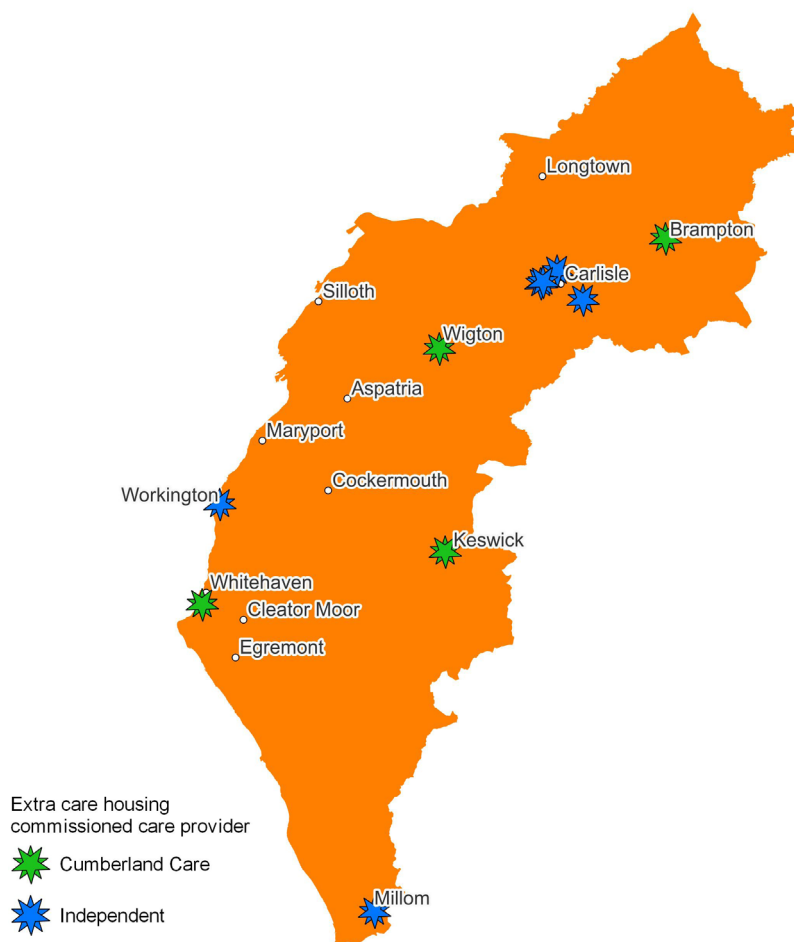 Longtown
Brampton
Carlisle
Silloth
Wigton
Aspatria
Maryport
Cockermouth
Workington
Keswick
Whitehaven
Cleator Moor
Egremont
Extra care housing
commissioned care provider
Cumberland Care
Millom
Independent